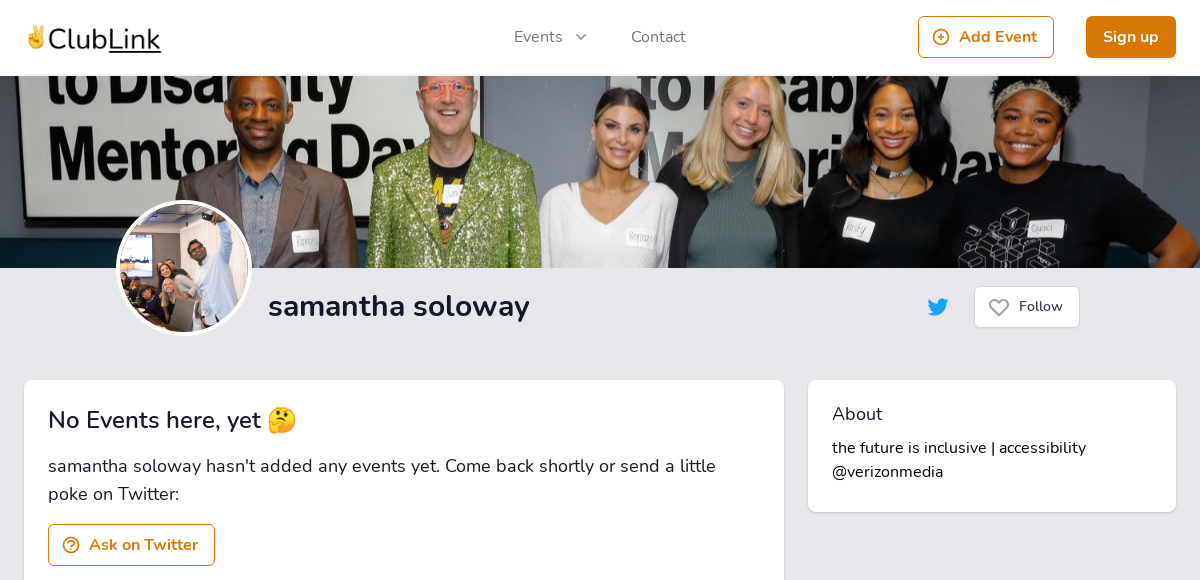 ClubLink
Events
Contact
Add Event
Sign up
to Disability
Mentoring Day
to Disability
Mentoring Day
samantha soloway
Follow
No Events here, yet 🤔
samantha soloway hasn't added any events yet. Come back shortly or send a little
poke on Twitter:
Ask on Twitter
About
the future is inclusive | accessibility
@verizonmedia